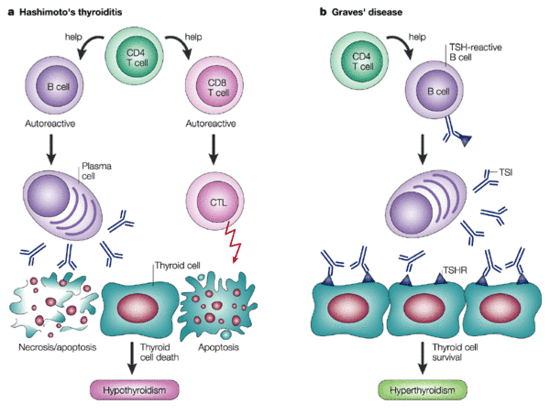 a Hashimoto's thyroiditis
help
CD4
T cell
help
B cell
Autoreactive
CD8
T cell
Autoreactive
Plasma
cell
CTL
Thyroid cell
Necrosis/apoptosis
Thyroid
cell death
Apoptosis
Hypothyroidism
b Graves' disease
CD4
T cell
help
TSH-reactive
B cell
B cell
TSI
TSHR
Thyroid cell
survival
Hyperthyroidism